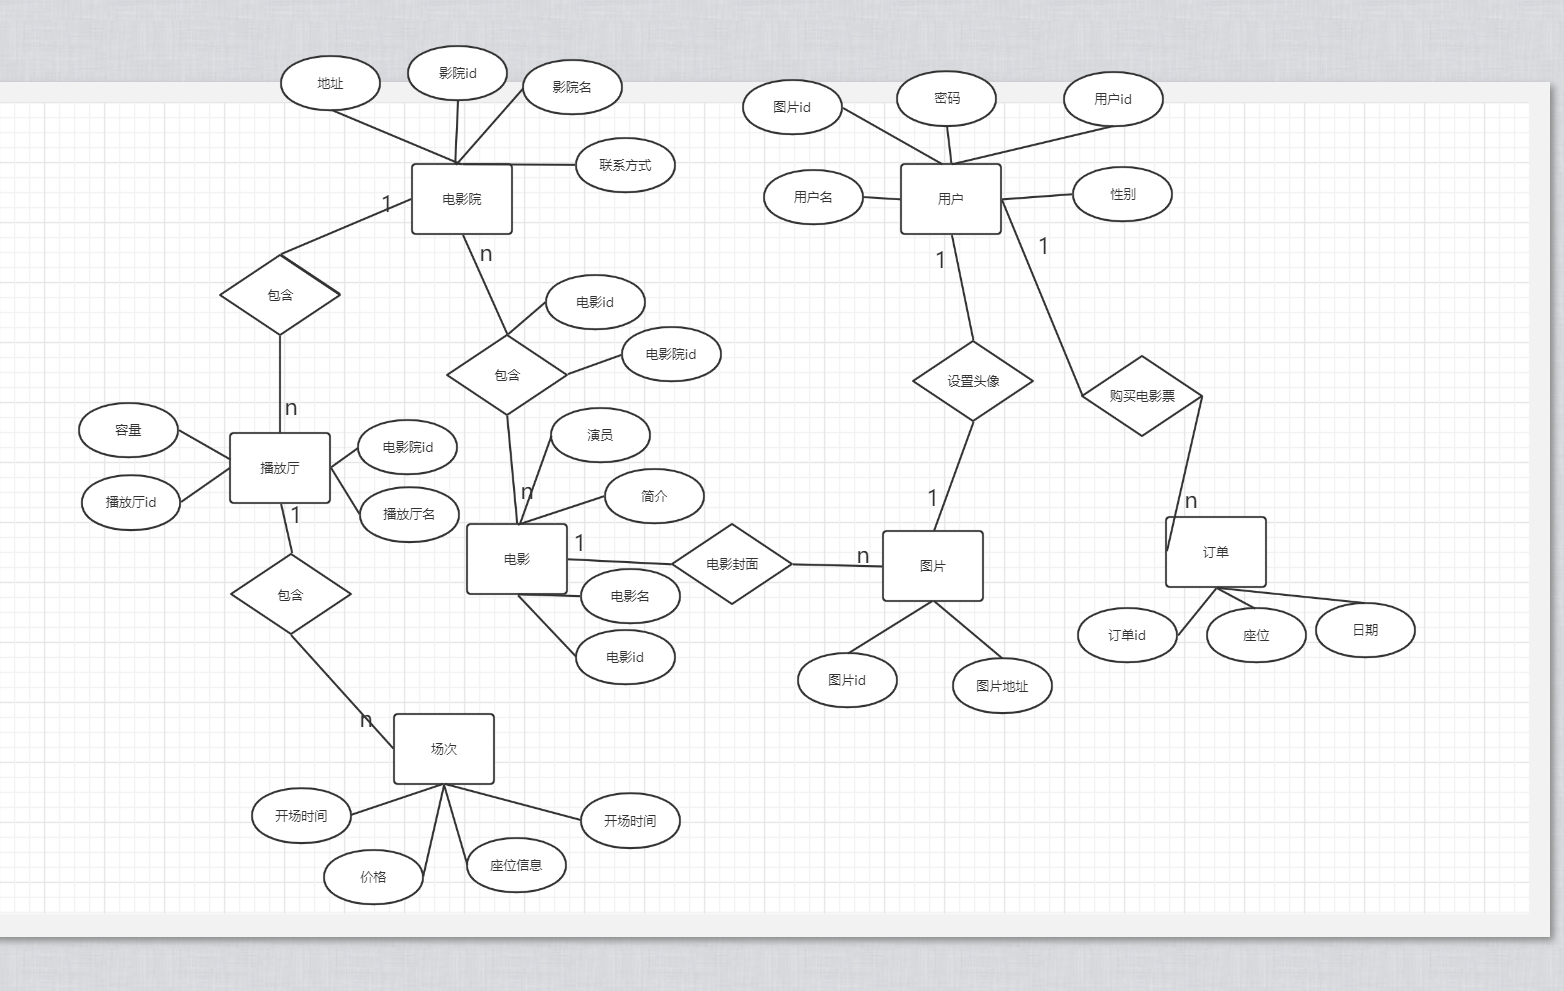 地址
影院id
影院名
联系方式
电影院
1
n
包含
n
包含
电影id
电影院id
容量
播放厅id
播放厅
电影院id
播放厅名
1
包含
n
场次
开场时间
价格
座位信息
开场时间
演员
简介
n
电影
1
电影封面
n
电影名
电影id
图片id
密码
用户id
用户名
用户
性别
1
1
设置头像
购买电影票
1
n
图片
图片id
图片地址
订单
订单id
座位
日期